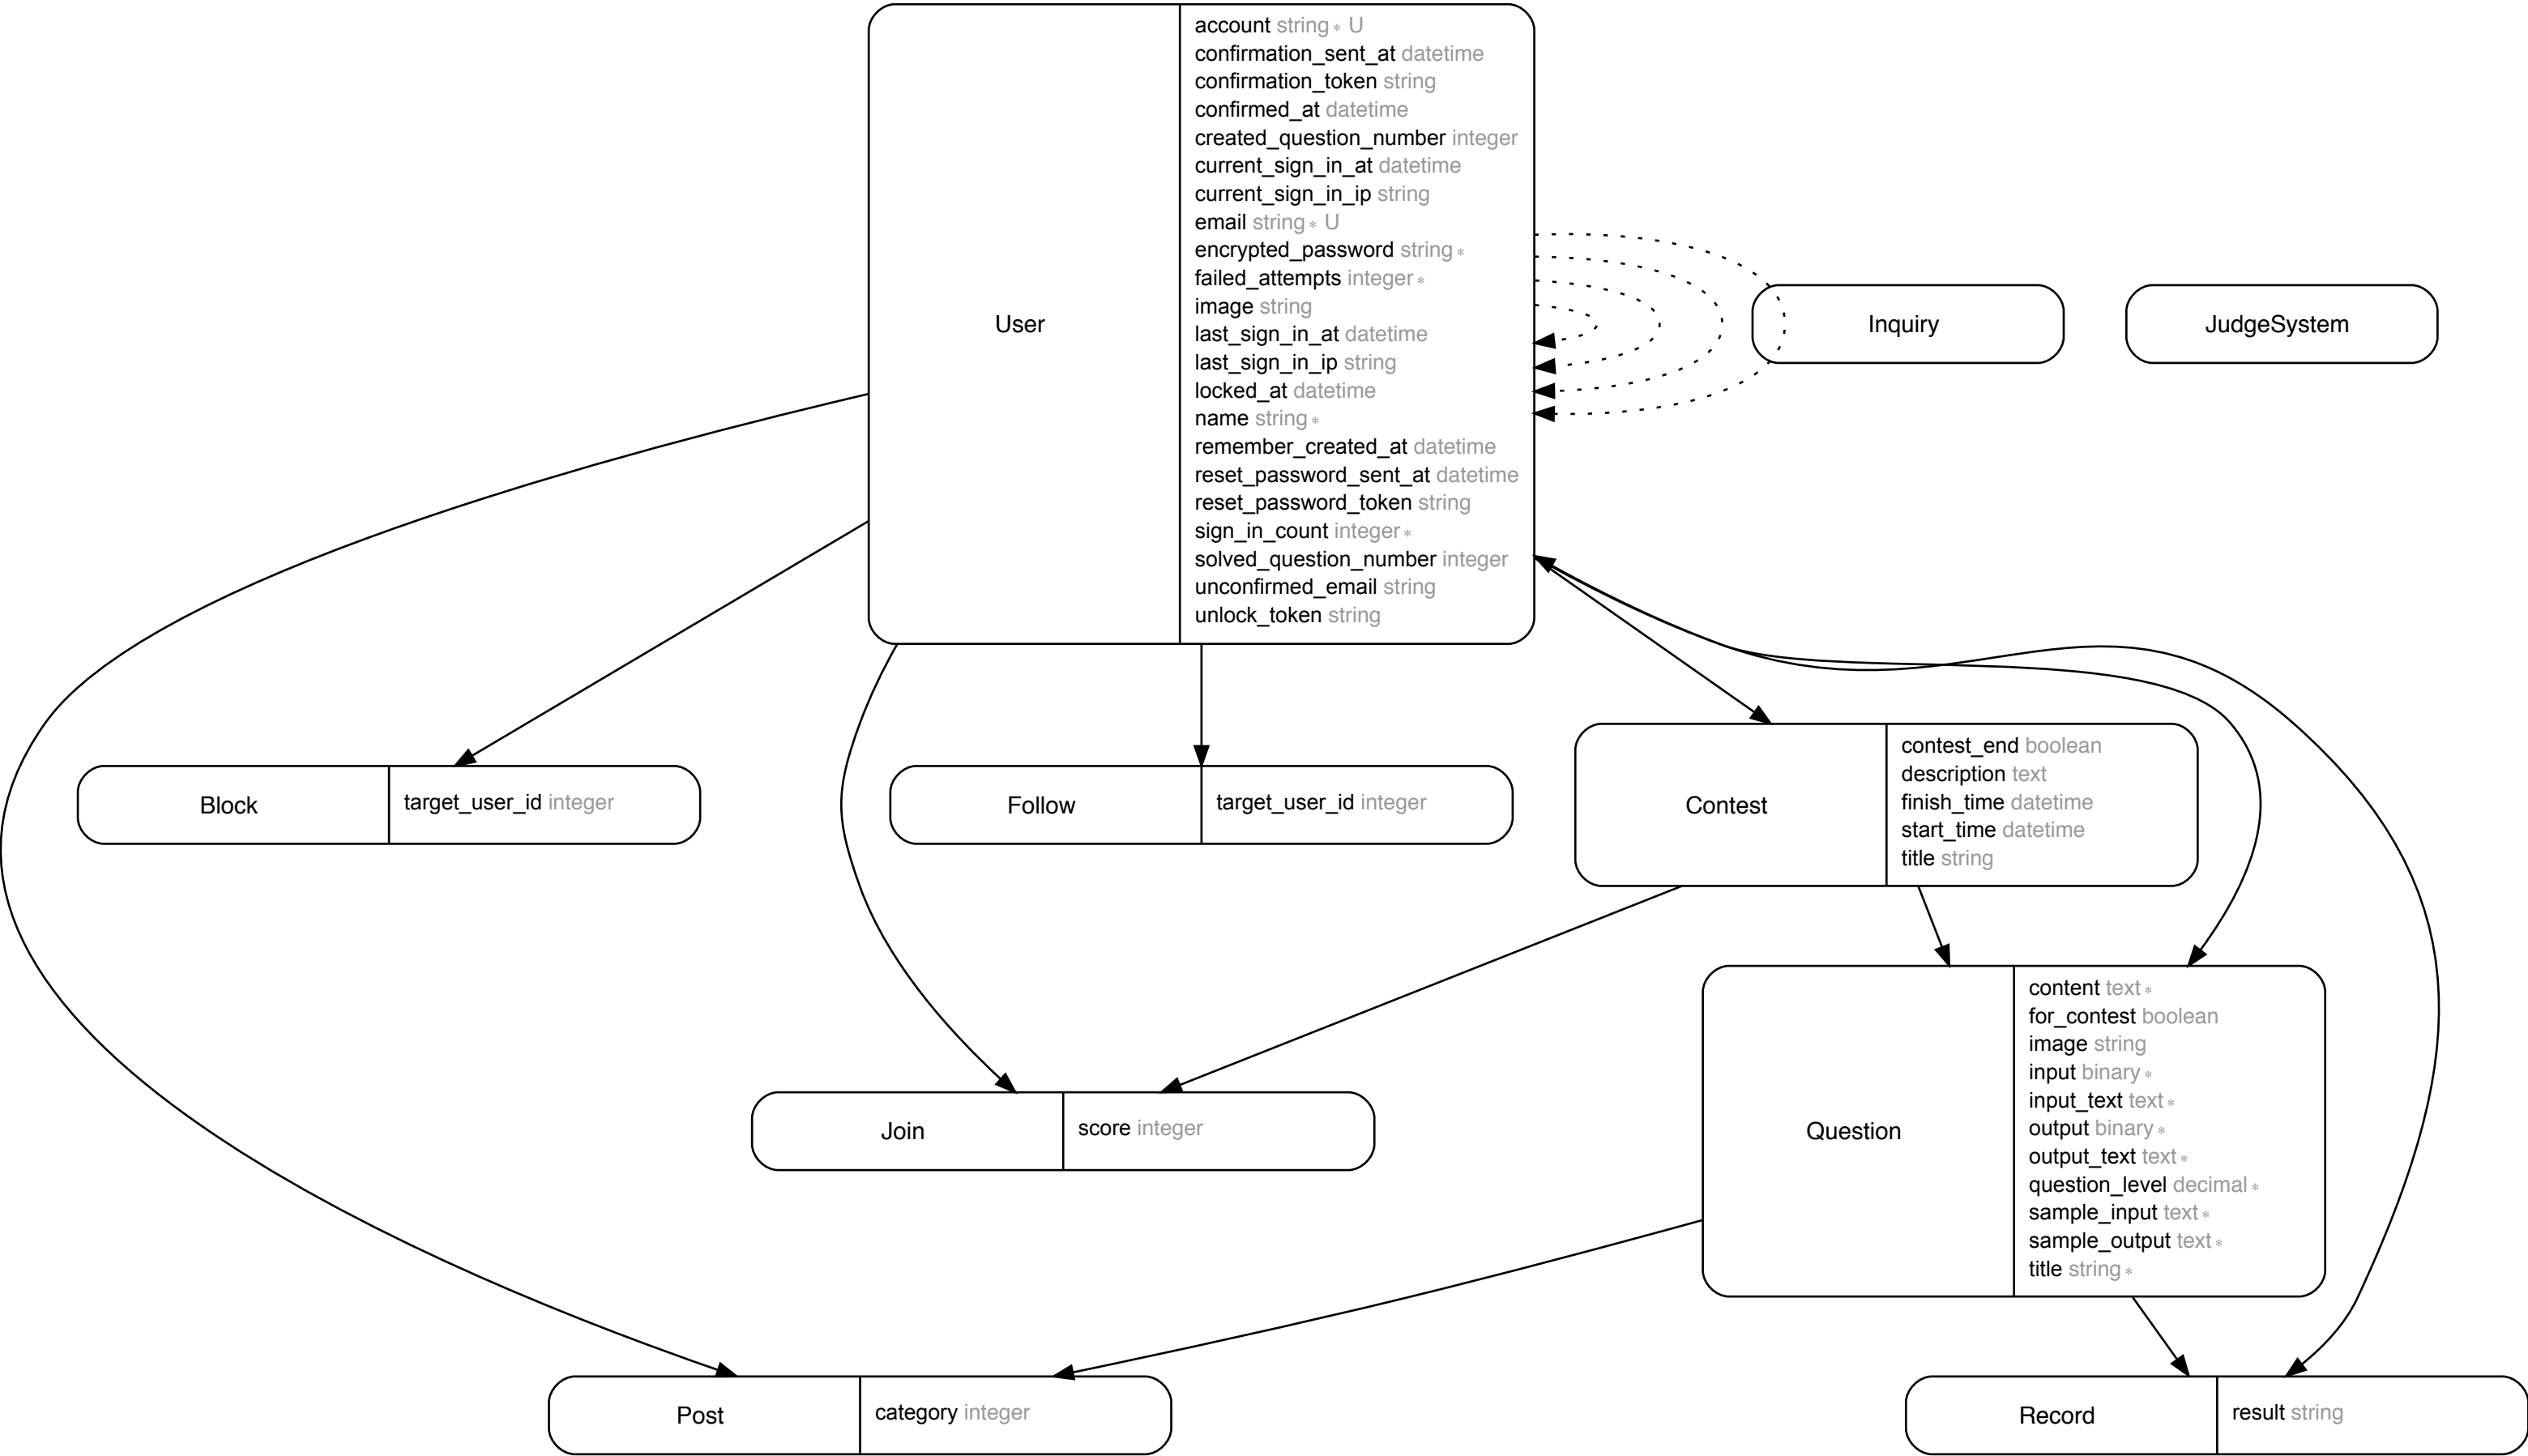 User
account string∗ U
confirmation_sent_at datetime
confirmation_token string
confirmed_at datetime
created_question_number integer
current_sign_in_at datetime
current_sign_in_ip string
email string∗ U
encrypted_password string∗
failed_attempts integer∗
image string
last_sign_in_at datetime
last_sign_in_ip string
locked_at datetime
name string∗
remember_created_at datetime
reset_password_sent_at datetime
reset_password_token string
sign_in_count integer∗
solved_question_number integer
unconfirmed_email string
unlock_token string
Inquiry
JudgeSystem
Block
target_user_id integer
Follow
target_user_id integer
Contest
contest_end boolean
description text
finish_time datetime
start_time datetime
title string
Join
score integer
Question
content text∗
for_contest boolean
image string
input binary∗
input_text text∗
output binary∗
output_text text∗
question_level decimal∗
sample_input text∗
sample_output text∗
title string∗
Post
category integer
Record
result string